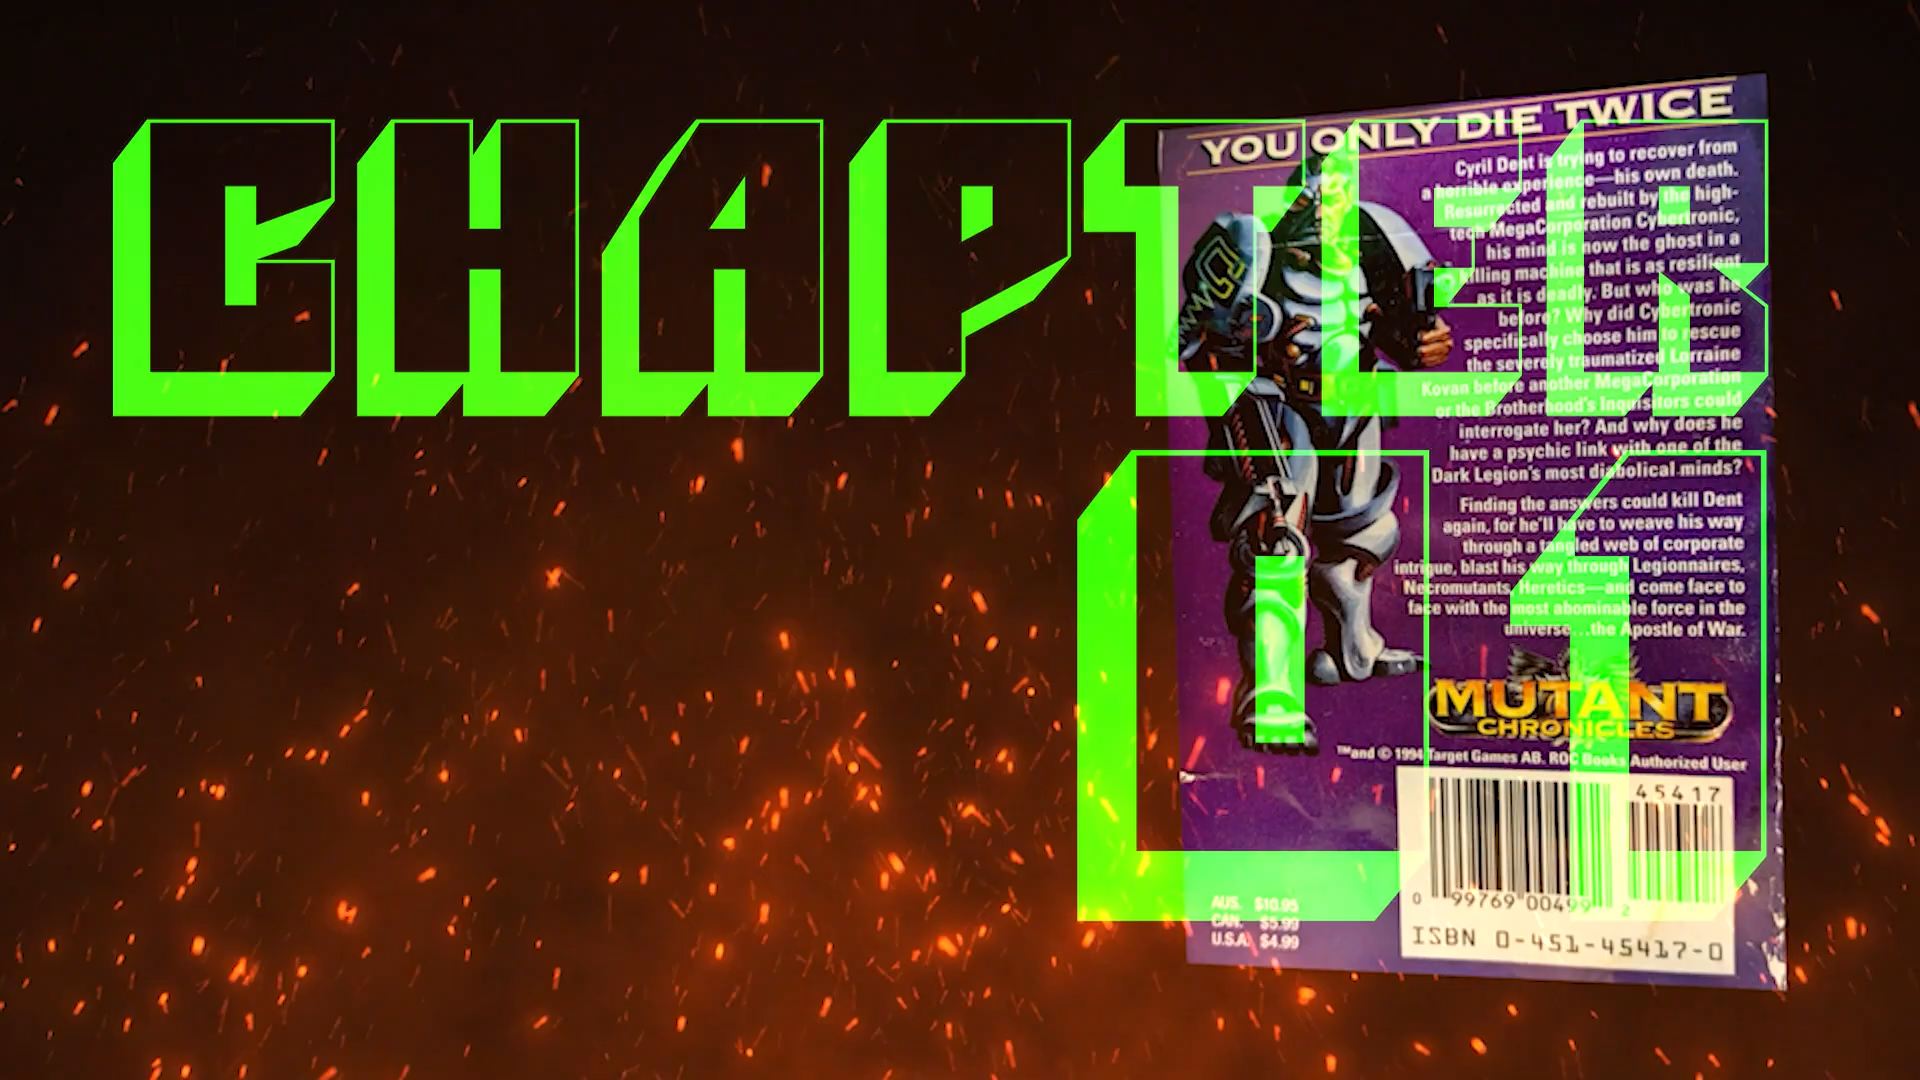 CHAPTER
01
YOU ONLY DIE TWICE
Cyril Dent is trying to recover from
a horrible experience—his own death.
Resurrected and rebuilt by the high-
tech MegaCorporation Cybertronic,
his mind is now the ghost in a
killing machine that is as resilient
as it is deadly. But who was he
before? Why did Cybertronic
specifically choose him to rescue
the severely traumatized Lorraine
Kovan before another MegaCorporation
or the Brotherhood's Inquisitors could
interrogate her? And why does he
have a psychic link with one of the
Dark Legion's most diabolical minds?
Finding the answers could kill Dent
again, for he'll have to weave his way
through a tangled web of corporate
intrigue, blast his way through Legionnaires,
Necromutants, Heretics—and come face to
face with the most abominable force in the
universe...the Apostle of War.
MUTANT
CHRONICLES
™and © 1994 Target Games AB. ROC Books Authorized User
45417
0 99769 00499 2
ISBN 0-451-45417-0
AUS. $10.95
CAN. $5.99
U.S.A. $4.99